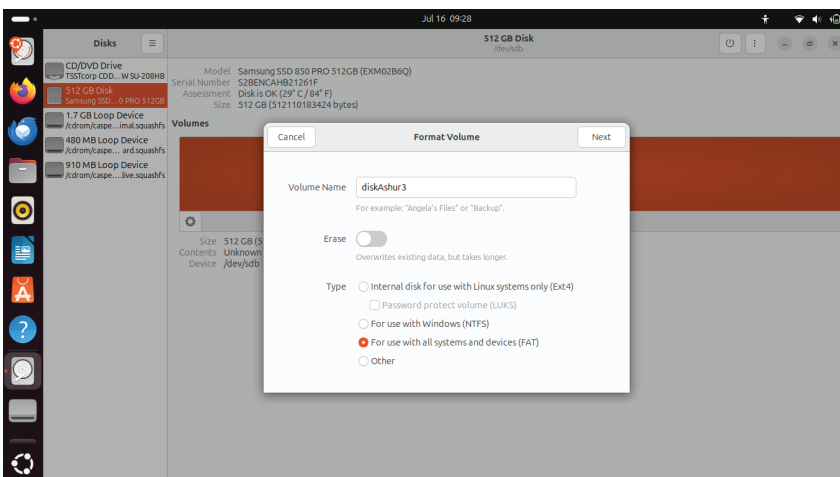 Jul 16 09:28
Disks
512 GB Disk
/dev/sdb
CD/DVD Drive
TSSTcorp CDD...W SU-208HB
512 GB Disk
Samsung SSD...0 PRO 512GB
1.7 GB Loop Device
/cdrom/caspe...imal.squashfs
480 MB Loop Device
/cdrom/caspe... ard.squashfs
910 MB Loop Device
/cdrom/caspe...live.squashfs
Model Samsung SSD 850 PRO 512GB (EXM02B6Q)
Serial Number S2BENCAHB21261F
Assessment Disk is OK (29° C / 84° F)
Size 512 GB (512110183424 bytes)
Volumes
Size 512 GB (5
Contents Unknown
Device /dev/sdb
Cancel
Format Volume
Next
Volume Name diskAshur3
For example: “Angela’s Files” or “Backup”.
Erase
Overwrites existing data, but takes longer.
Type Internal disk for use with Linux systems only (Ext4)
Password protect volume (LUKS)
For use with Windows (NTFS)
For use with all systems and devices (FAT)
Other